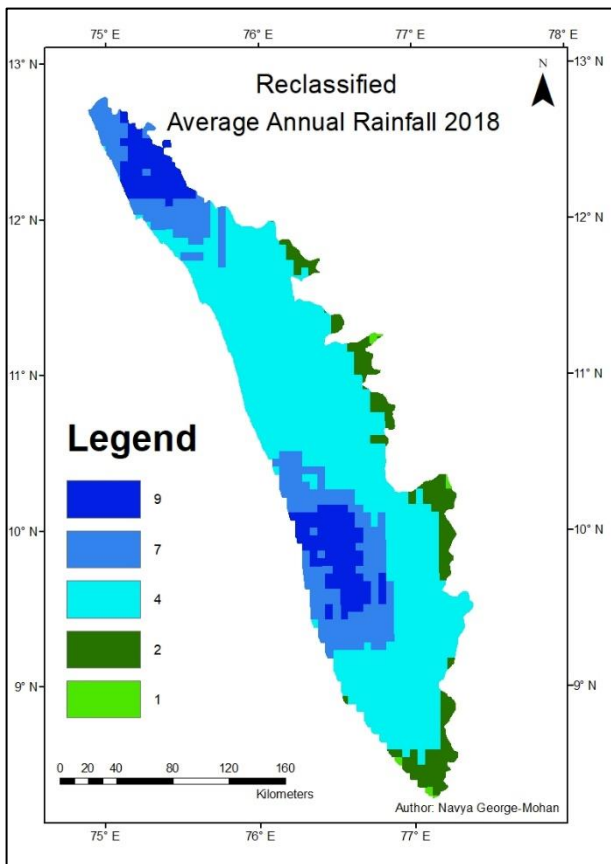 75° E 76° E 77° E 78° E
13° N 13° N
N
Reclassified
Average Annual Rainfall 2018
12° N 12° N
11° N 11° N
Legend
9
7
10° N 10° N
4
2
9° N 9° N
1
0 20 40 80 120 160
Kilometers
Author: Navya George-Mohan
75° E 76° E 77° E